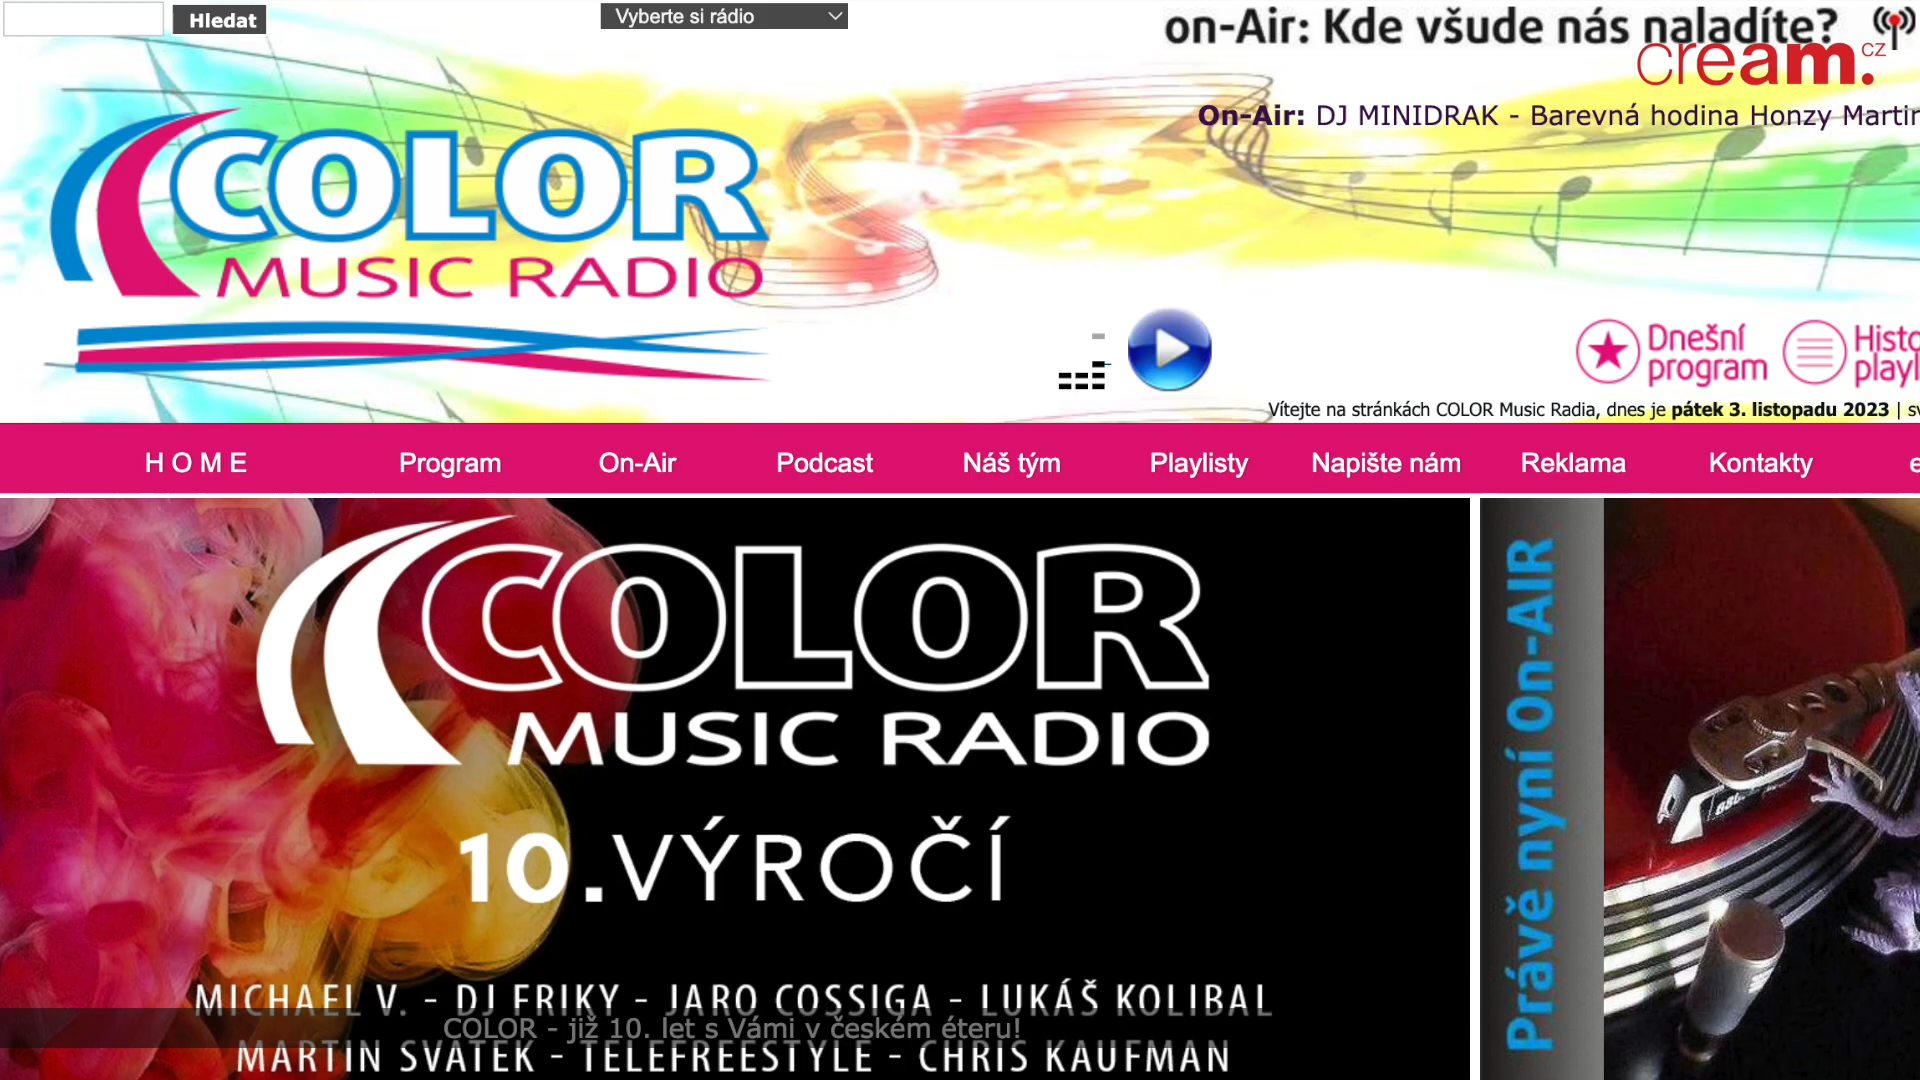 Hledat
Vyberte si rádio
on-Air: Kde všude nás naladíte?
cream.cz
On-Air: DJ MINIDRAK - Barevná hodina Honzy Martin
COLOR
MUSIC RADIO
Dnešní
program
Histo
playl
Vítejte na stránkách COLOR Music Radia, dnes je pátek 3. listopadu 2023 | sv
HOME
Program
On-Air
Podcast
Náš tým
Playlisty
Napište nám
Reklama
Kontakty
e
COLOR
MUSIC RADIO
10.VÝROČÍ
MICHAEL V. - DJ FRIKY - JARO COSSIGA - LUKÁŠ KOLIBAL
COLOR - již 10. let s Vámi v českém éteru!
MARTIN SVÁTEK - TELEFREESTYLE - CHRIS KAUFMAN
Právě nyní On-AIR